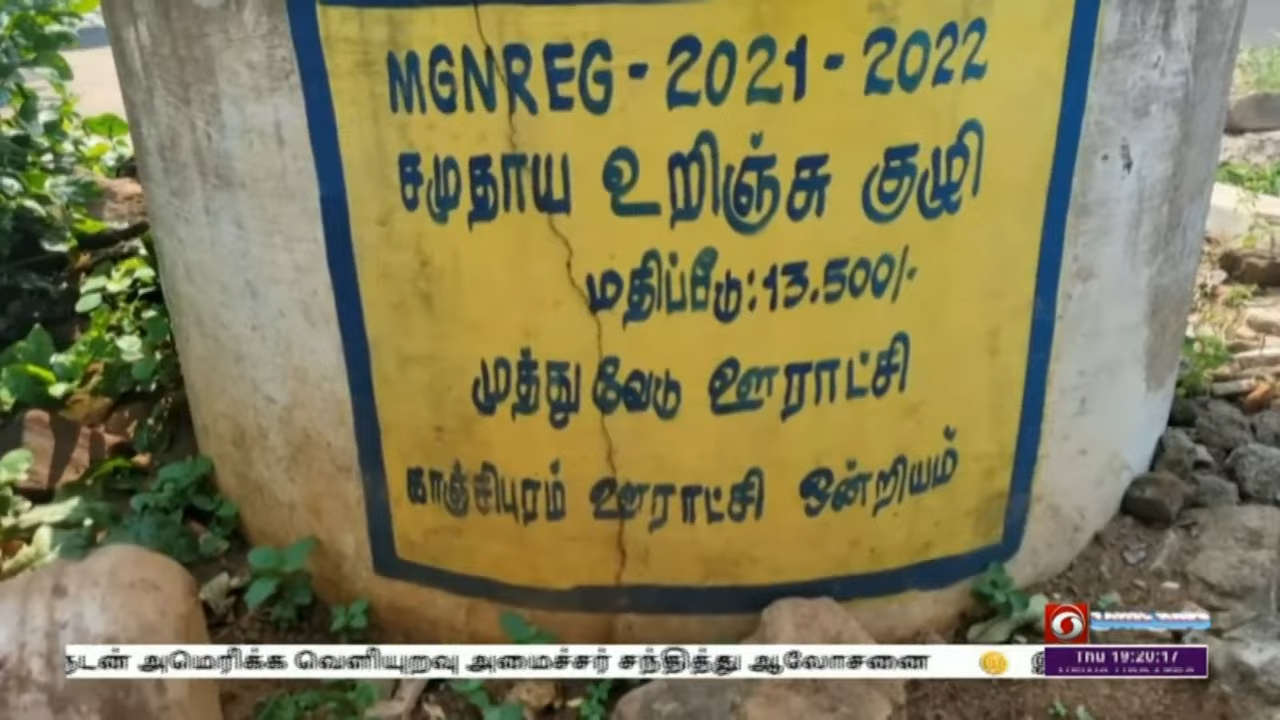 MGNREG - 2021 - 2022
சமுதாய உறிஞ்சு குழி
மதிப்பீடு:13.500/-
முத்துவேடு ஊராட்சி
காஞ்சிபுரம் ஊராட்சி ஒன்றியம்
நடன் அமெரிக்க வெளியுறவு அமைச்சர் சந்தித்து ஆலோசனை
Thu 19:20:17